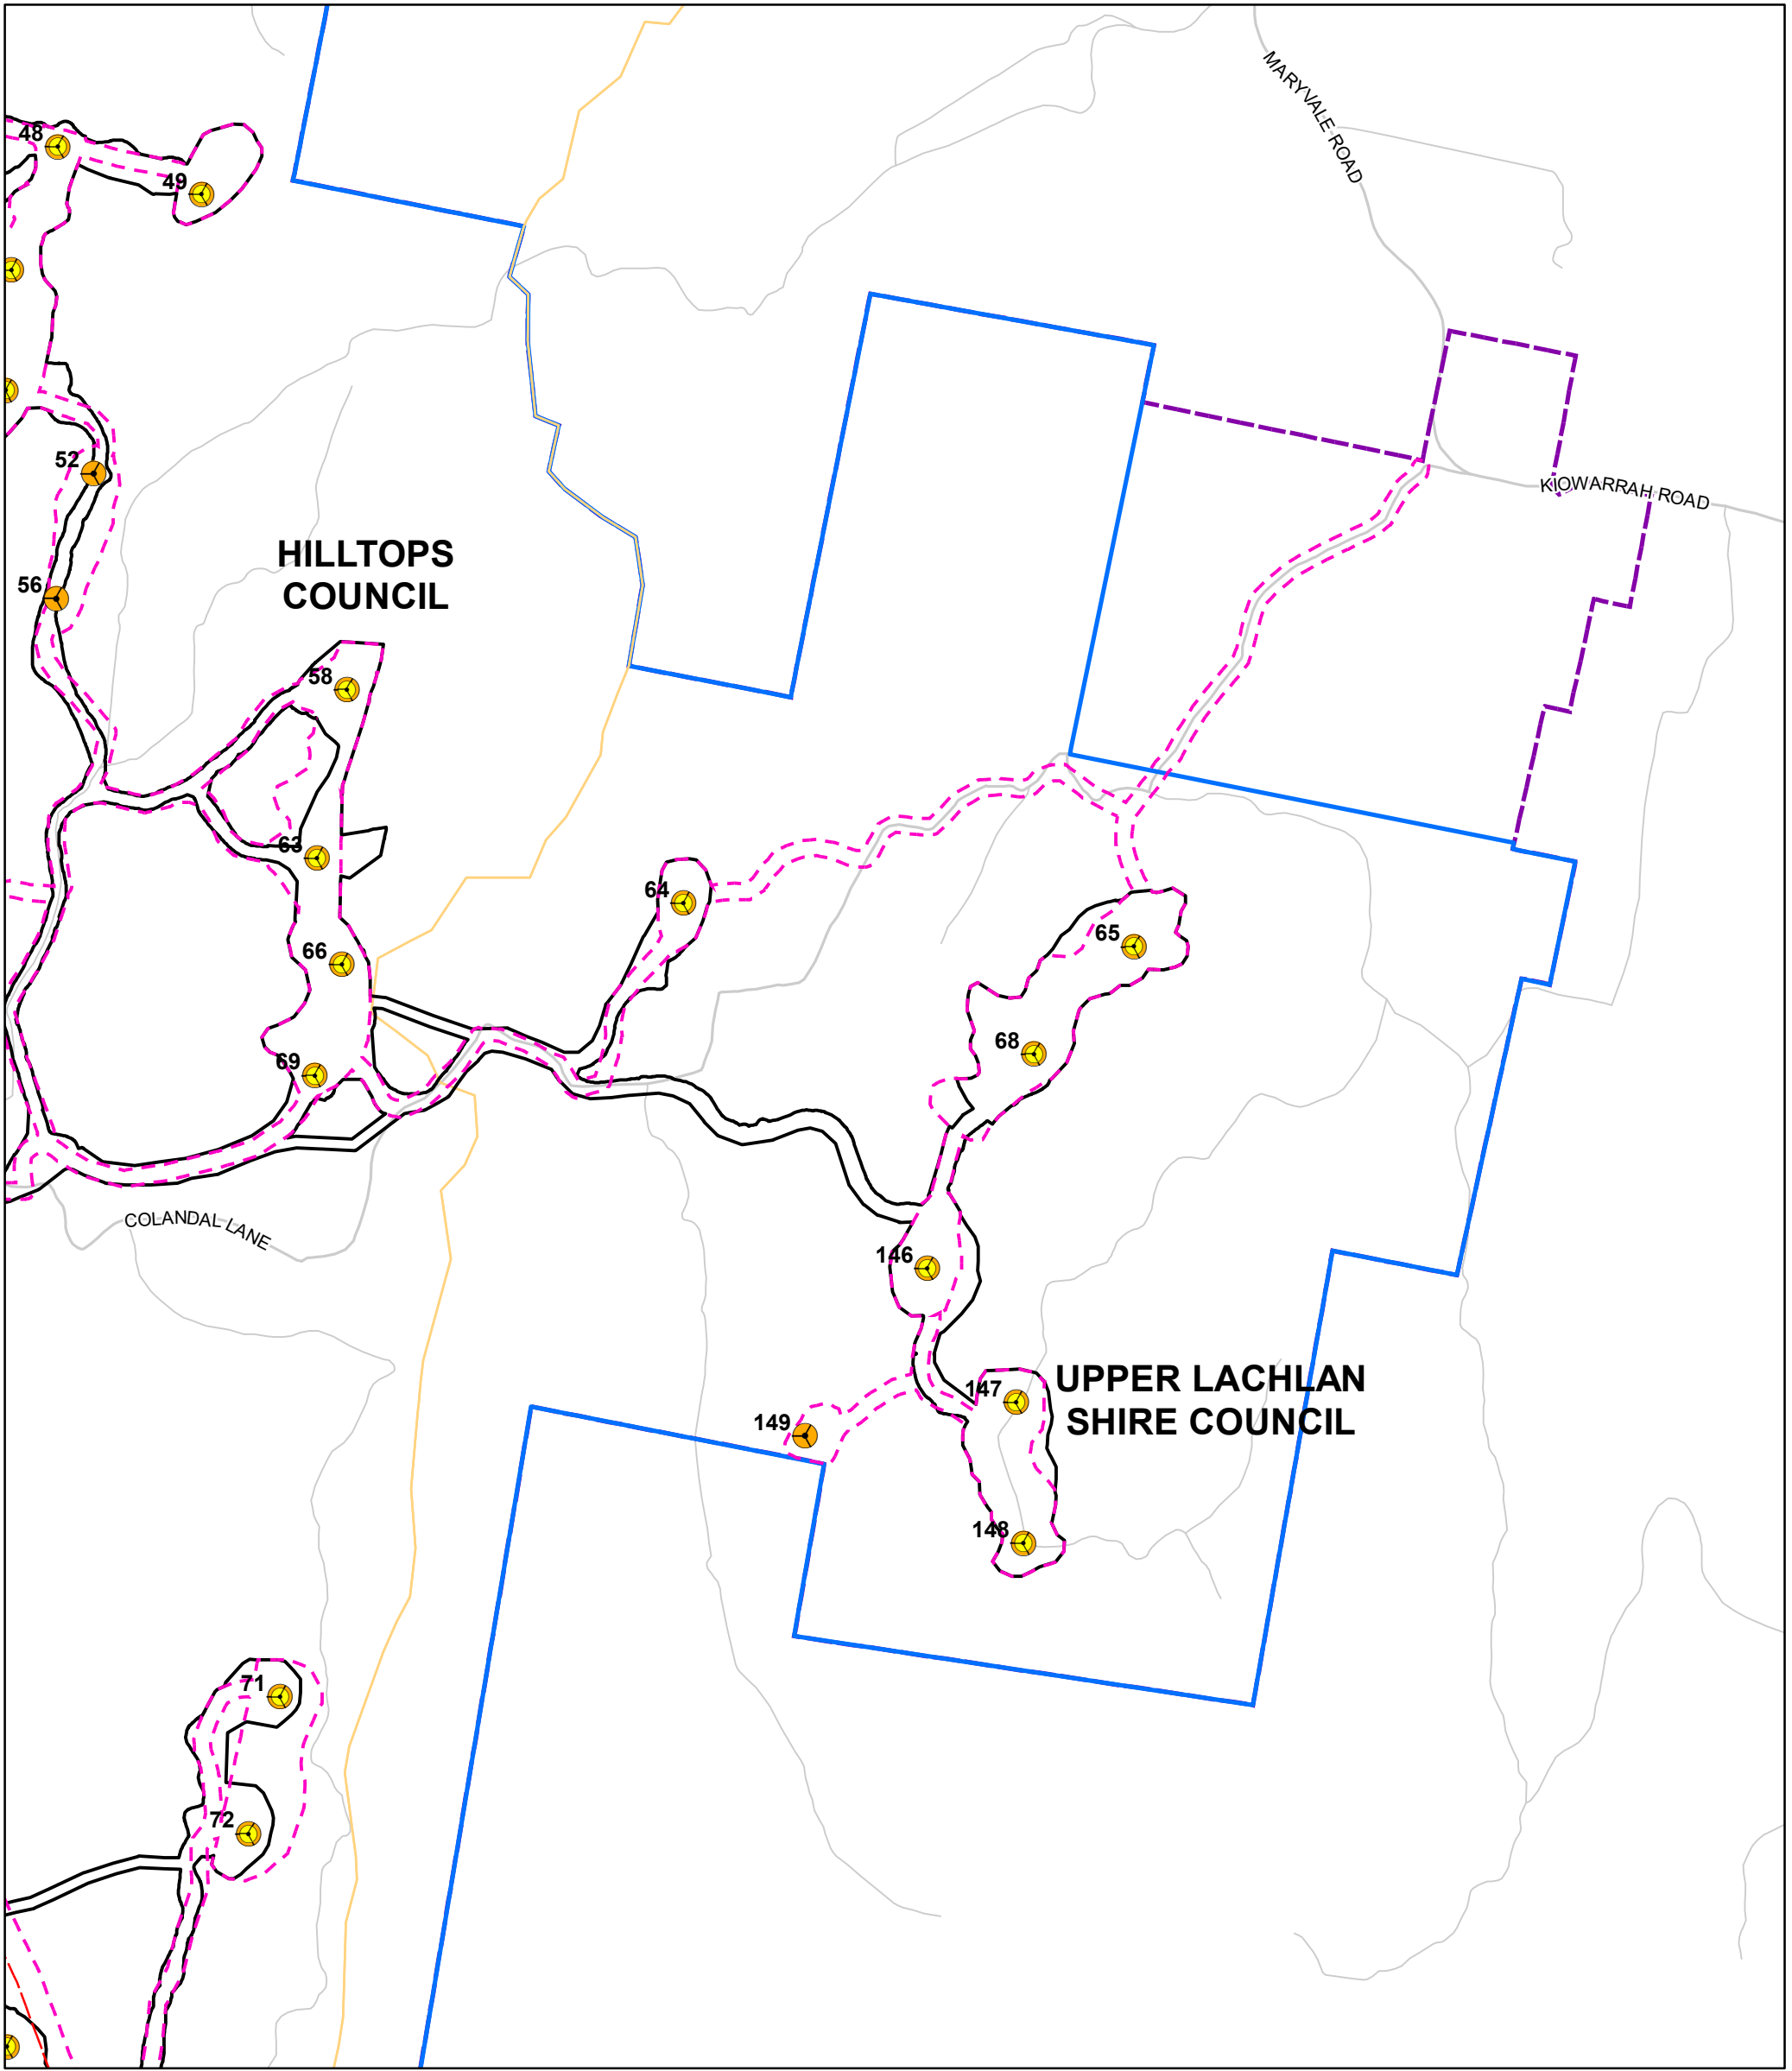 MARYVALE ROAD
48
49
52
KIOWARRAH ROAD
HILLTOPS
COUNCIL
56
58
63
64
65
66
68
69
COLANDAL LANE
146
UPPER LACHLAN
SHIRE COUNCIL
147
149
148
71
72